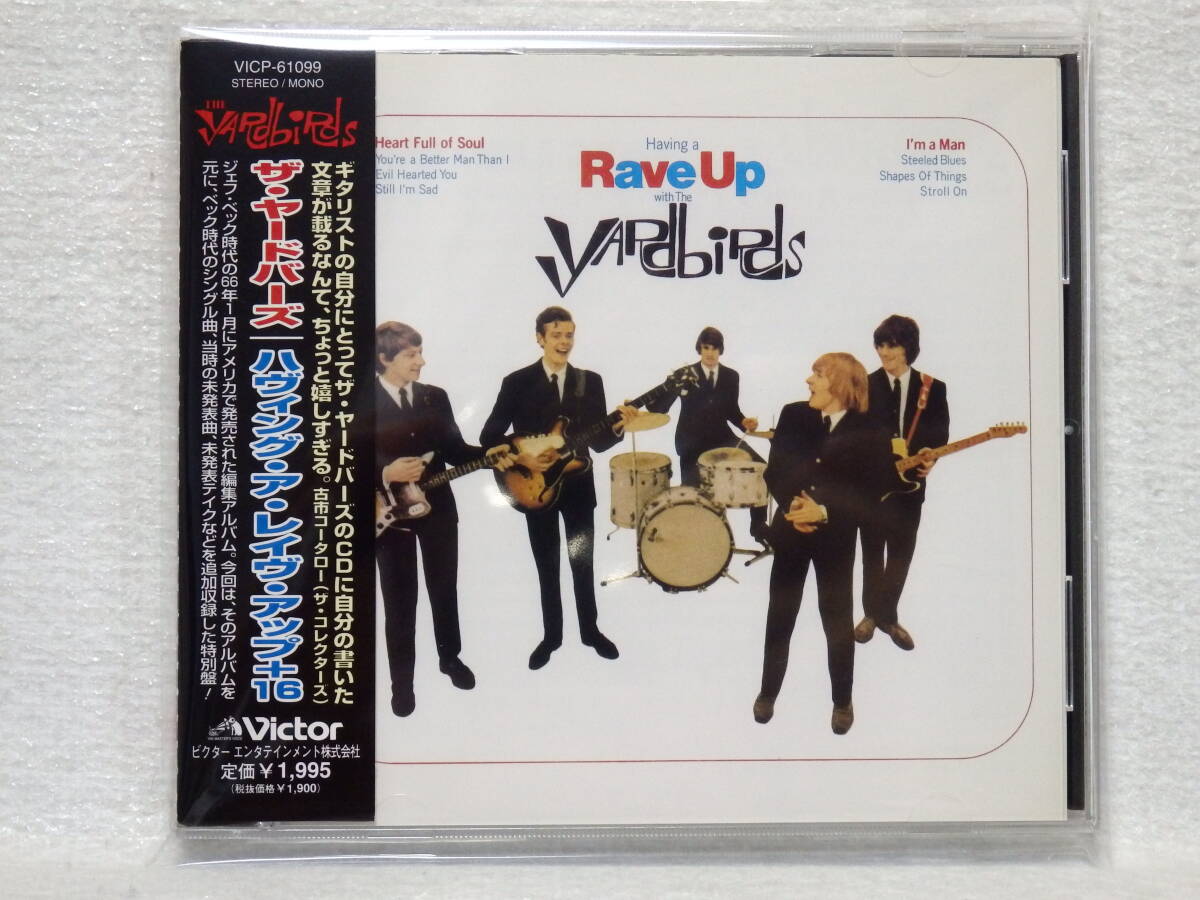 VICP-61099
STEREO / MONO
THE
YARDBIRDS
ギタリストの自分にとってザ・ヤードバーズのCDに自分の書いた
文章が載るなんて、ちょっと嬉しすぎる。古市コータロー(ザ・コレクターズ)
ザ・ヤードバーズ|ハヴィング・ア・レイヴ・アップ+16
ジェフ・ベック時代の66年1月にアメリカで発売された編集アルバム。今回は、そのアルバムを
元に、ベック時代のシングル曲、当時の未発表曲、未発表テイクなどを追加収録した特別盤!
Victor
ビクター エンタテインメント株式会社
定価¥1,995
(税抜価格¥1,900)
Heart Full of Soul
You're a Better Man Than I
Evil Hearted You
Still I'm Sad
Having a
Rave Up
with The
YARDbIRds
I'm a Man
Steeled Blues
Shapes Of Things
Stroll On